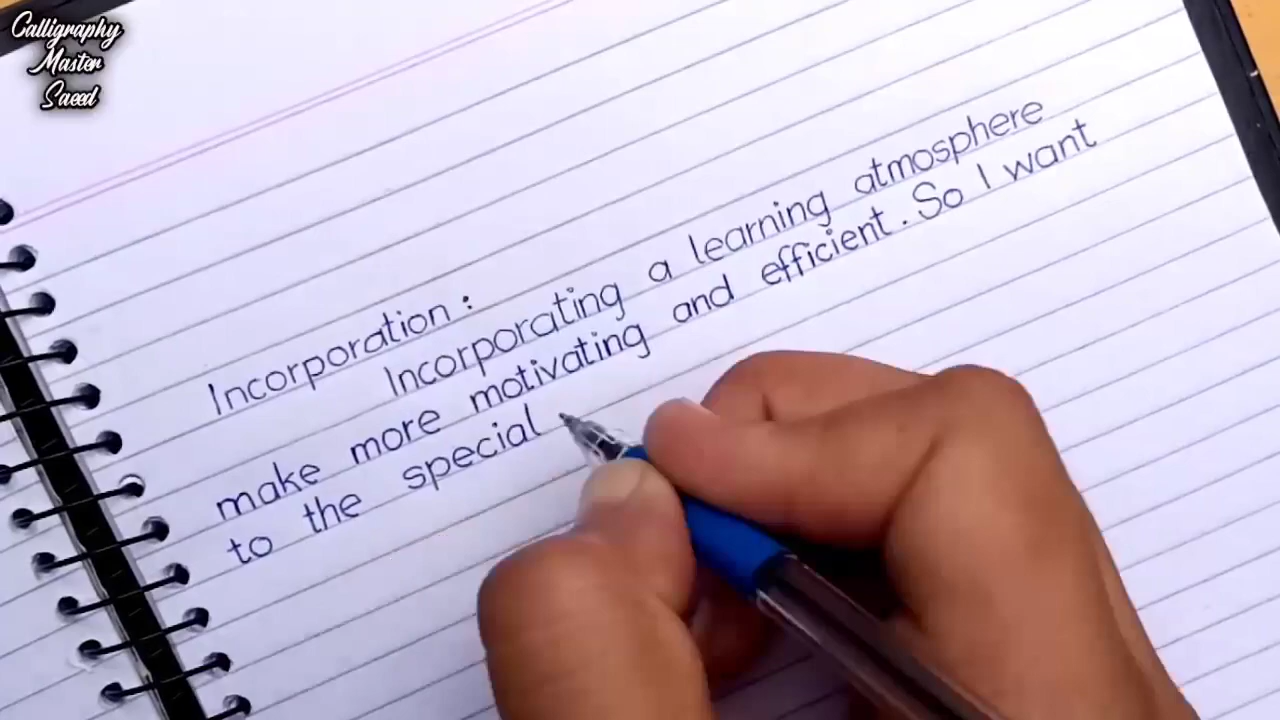 Calligraphy
Master
Saeed
Incorporation :
Incorporating a learning atmosphere
make more motivating and efficient. So I want
to the special